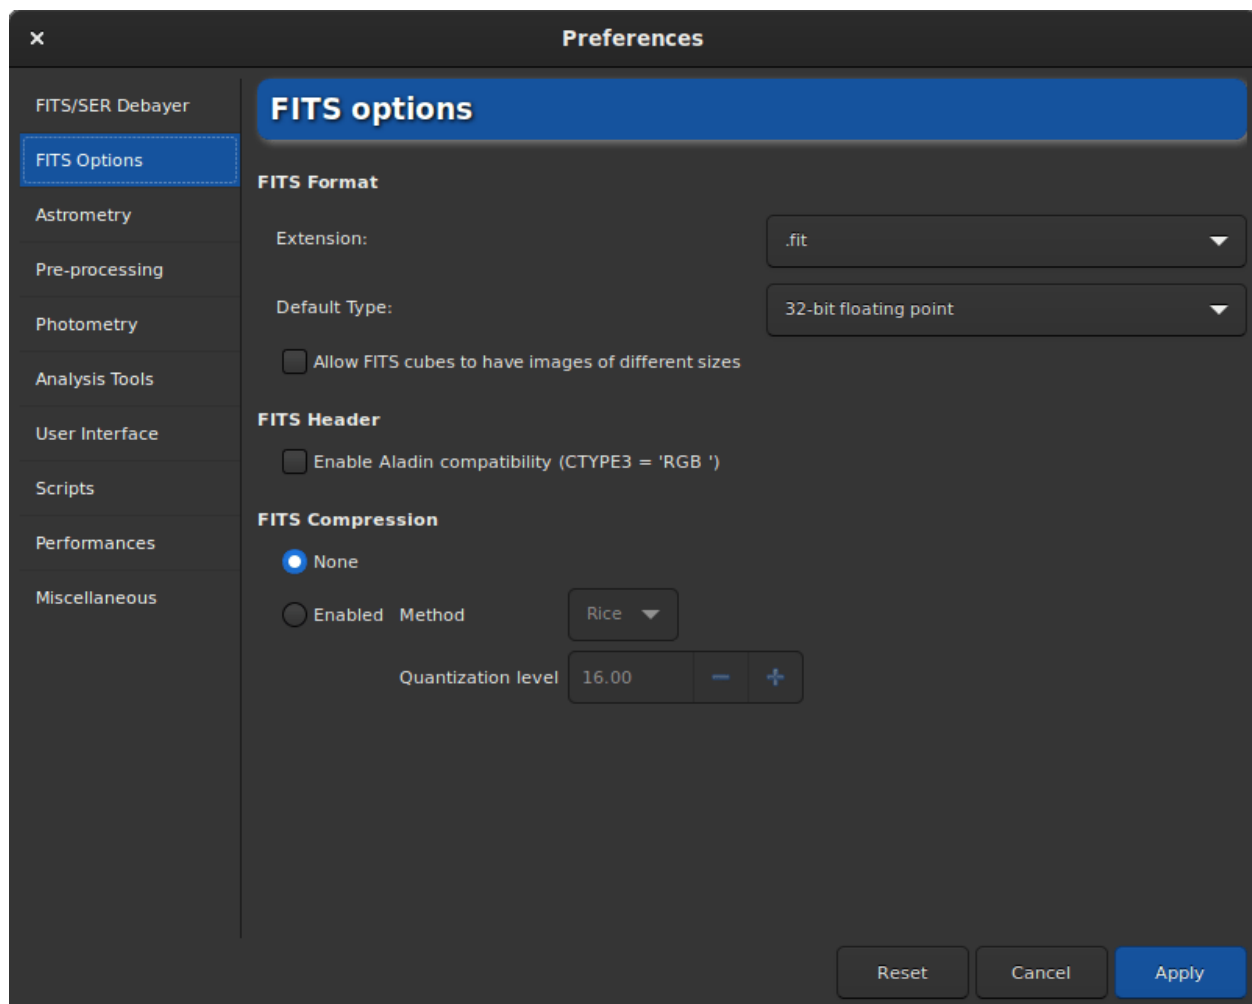 Preferences
FITS/SER Debayer
FITS Options
Astrometry
Pre-processing
Photometry
Analysis Tools
User Interface
Scripts
Performances
Miscellaneous
FITS options
FITS Format
Extension: .fit
Default Type: 32-bit floating point
Allow FITS cubes to have images of different sizes
FITS Header
Enable Aladin compatibility (CTYPE3 = 'RGB ')
FITS Compression
None
Enabled Method Rice
Quantization level 16.00
Reset Cancel Apply